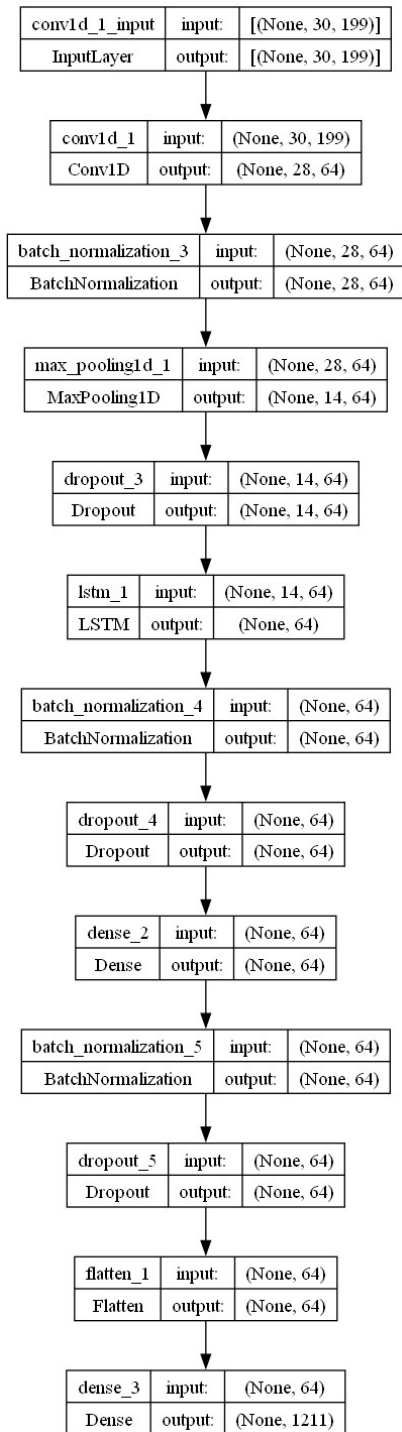 conv1d_1_input input: [(None, 30, 199)]
InputLayer output: [(None, 30, 199)]
conv1d_1 input: (None, 30, 199)
Conv1D output: (None, 28, 64)
batch_normalization_3 input: (None, 28, 64)
BatchNormalization output: (None, 28, 64)
max_pooling1d_1 input: (None, 28, 64)
MaxPooling1D output: (None, 14, 64)
dropout_3 input: (None, 14, 64)
Dropout output: (None, 14, 64)
lstm_1 input: (None, 14, 64)
LSTM output: (None, 64)
batch_normalization_4 input: (None, 64)
BatchNormalization output: (None, 64)
dropout_4 input: (None, 64)
Dropout output: (None, 64)
dense_2 input: (None, 64)
Dense output: (None, 64)
batch_normalization_5 input: (None, 64)
BatchNormalization output: (None, 64)
dropout_5 input: (None, 64)
Dropout output: (None, 64)
flatten_1 input: (None, 64)
Flatten output: (None, 64)
dense_3 input: (None, 64)
Dense output: (None, 1211)